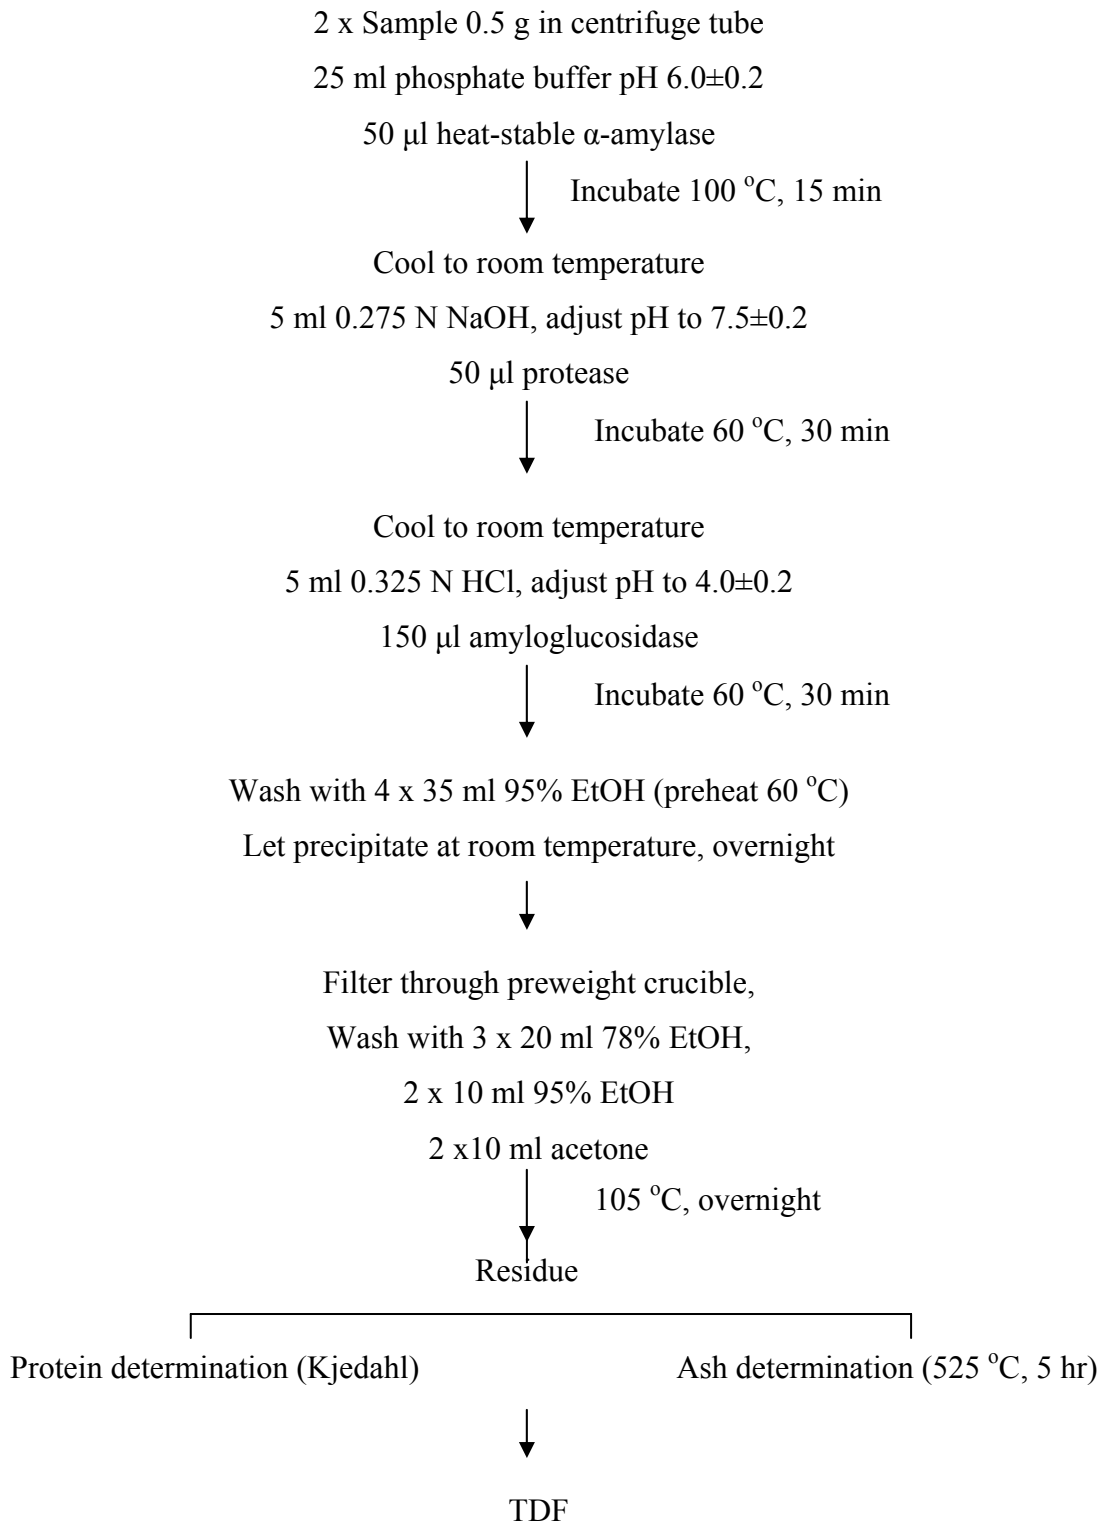 2 x Sample 0.5 g in centrifuge tube
25 ml phosphate buffer pH 6.0±0.2
50 μl heat-stable α-amylase
Incubate 100 °C, 15 min
Cool to room temperature
5 ml 0.275 N NaOH, adjust pH to 7.5±0.2
50 μl protease
Incubate 60 °C, 30 min
Cool to room temperature
5 ml 0.325 N HCl, adjust pH to 4.0±0.2
150 μl amyloglucosidase
Incubate 60 °C, 30 min
Wash with 4 x 35 ml 95% EtOH (preheat 60 °C)
Let precipitate at room temperature, overnight
Filter through preweight crucible,
Wash with 3 x 20 ml 78% EtOH,
2 x 10 ml 95% EtOH
2 x10 ml acetone
105 °C, overnight
Residue
Protein determination (Kjedahl) Ash determination (525 °C, 5 hr)
TDF